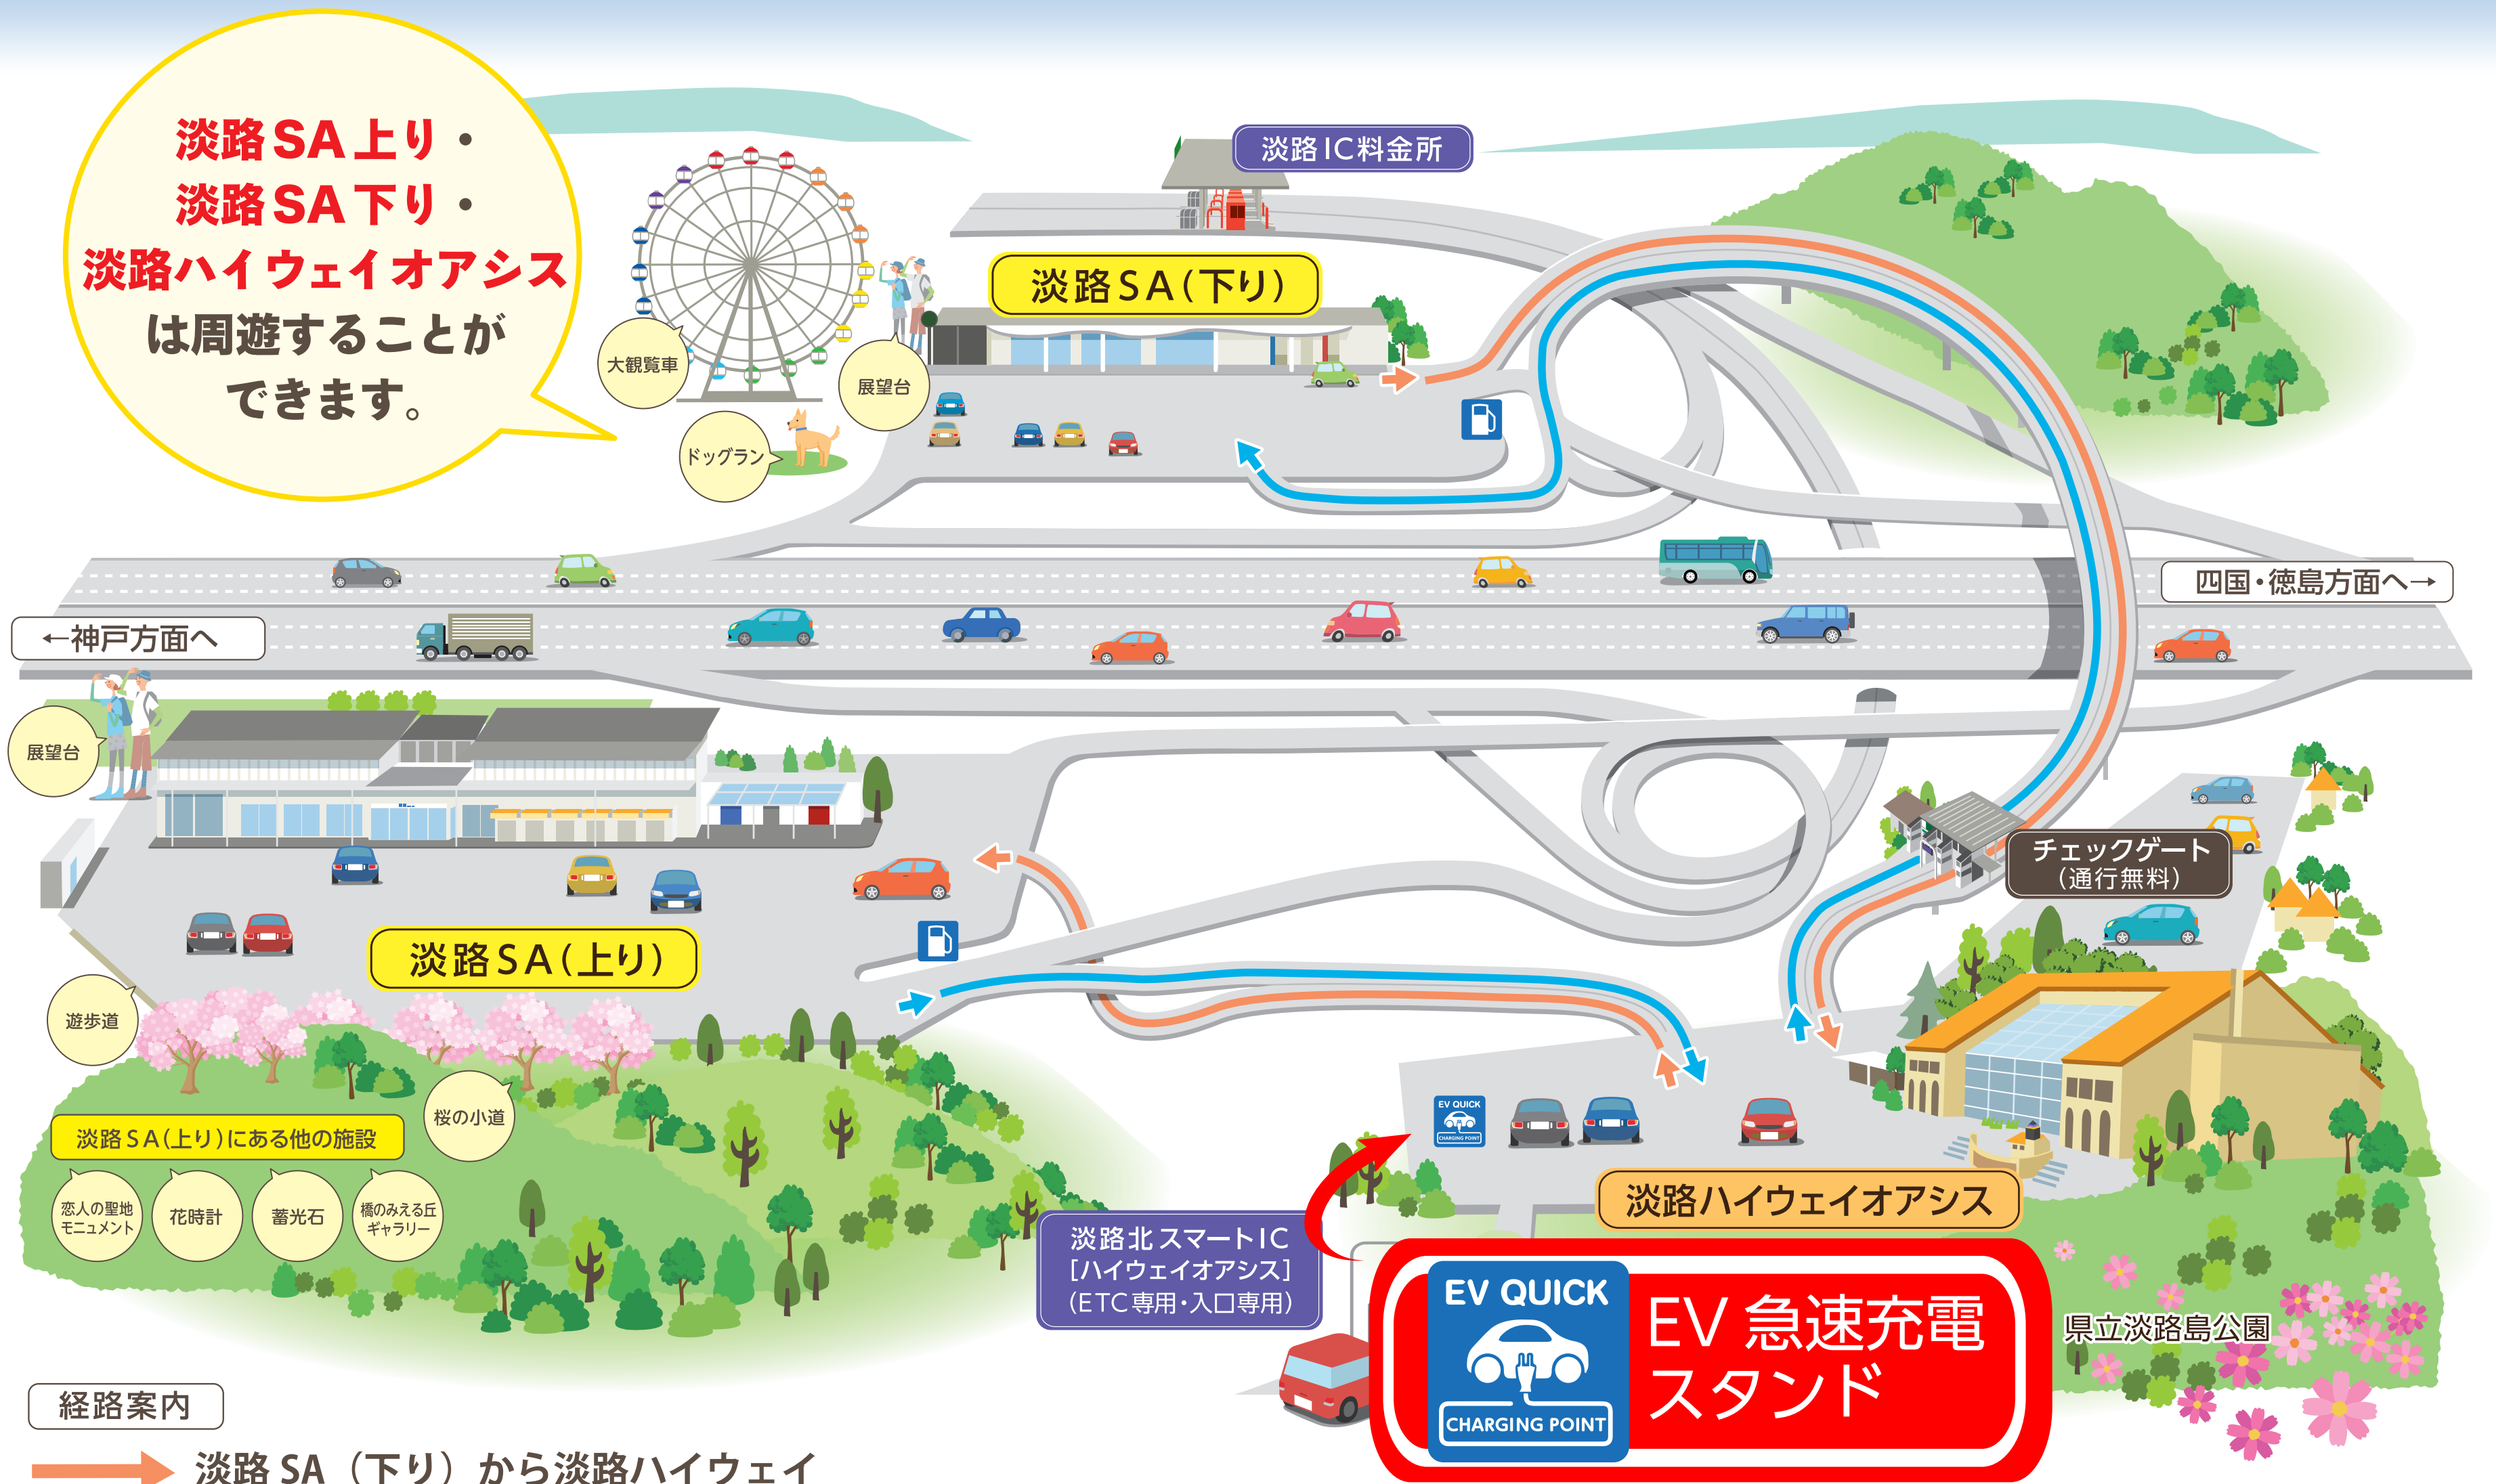 淡路SA上り・
淡路SA下り・
淡路ハイウェイオアシス
は周遊することが
できます。
淡路IC料金所
淡路SA(下り)
大観覧車
展望台
ドッグラン
四国・徳島方面へ→
←神戸方面へ
展望台
チェックゲート
(通行無料)
淡路SA(上り)
遊歩道
桜の小道
淡路SA(上り)にある他の施設
恋人の聖地
モニュメント
花時計
蓄光石
橋のみえる丘
ギャラリー
EV QUICK
CHARGING POINT
淡路ハイウェイオアシス
淡路北スマートIC
[ハイウェイオアシス]
(ETC専用・入口専用)
EV QUICK
CHARGING POINT
EV 急速充電
スタンド
県立淡路島公園
経路案内
淡路SA(下り)から淡路ハイウェイ